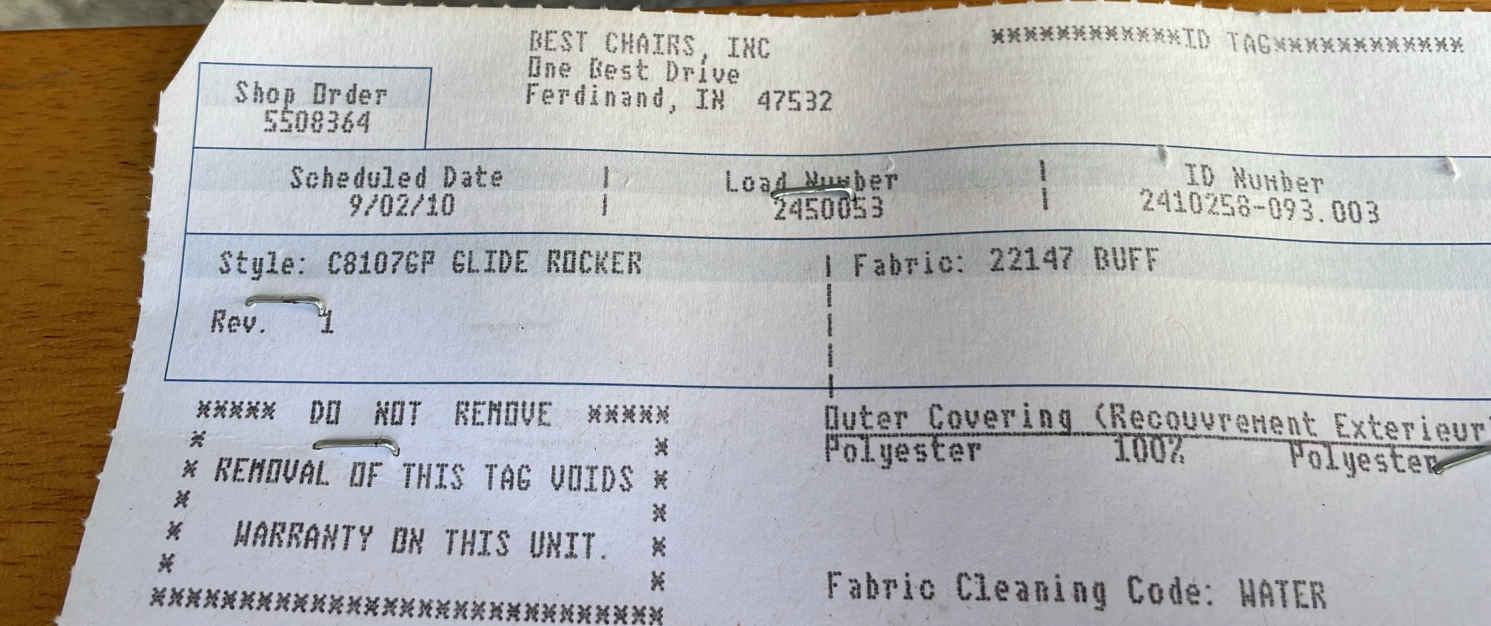 BEST CHAIRS, INC
One Best Drive
Ferdinand, IN 47532
************ID TAG************
Shop Order
5508364
Scheduled Date | Load Number | ID Number
9/02/10 | 2450053 | 2410258-093.003
Style: C8107GP GLIDE ROCKER | Fabric: 22147 BUFF
Rev. 1
***** DO NOT REMOVE *****
* REMOVAL OF THIS TAG VOIDS *
* WARRANTY ON THIS UNIT. *
*****************************
Outer Covering (Recouvrement Exterieur)
Polyester 100% Polyester
Fabric Cleaning Code: WATER